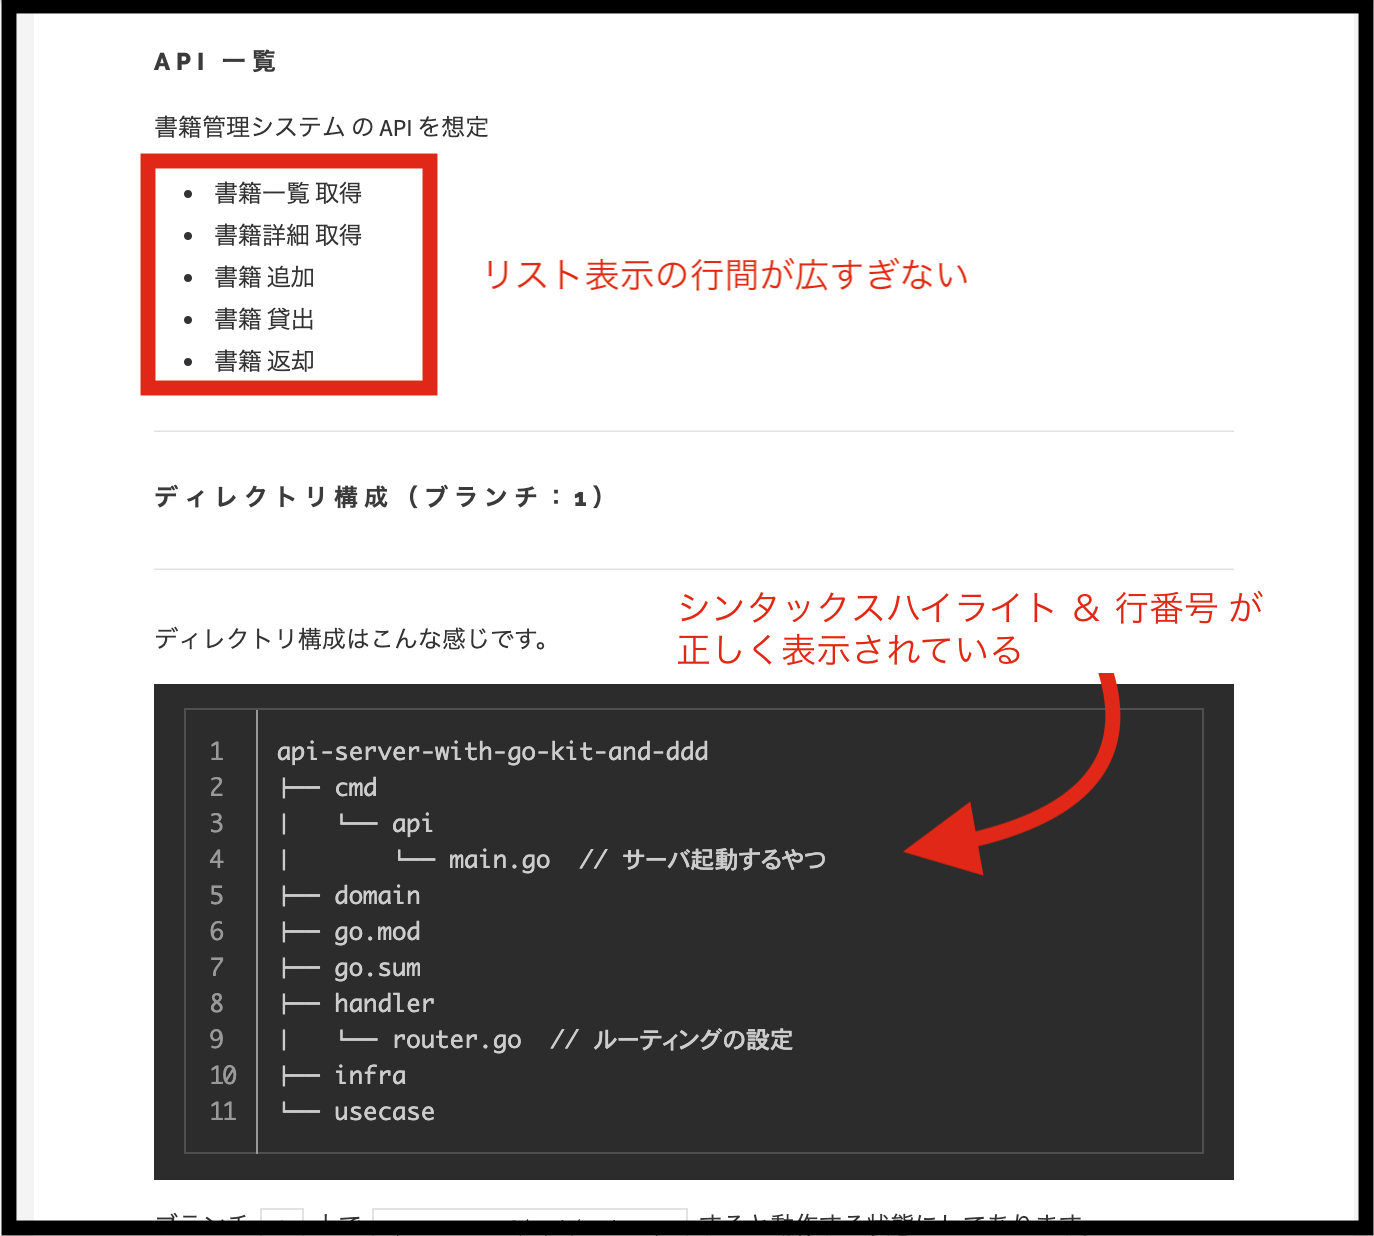 API 一覧
書籍管理システム の API を想定
• 書籍一覧 取得
• 書籍詳細 取得
• 書籍 追加
• 書籍 貸出
• 書籍 返却
リスト表示の行間が広すぎない
ディレクトリ構成（ブランチ：1）
シンタックスハイライト ＆ 行番号 が
正しく表示されている
ディレクトリ構成はこんな感じです。
1 api-server-with-go-kit-and-ddd
2 ├── cmd
3 |   └── api
4 |       └── main.go  // サーバ起動するやつ
5 ├── domain
6 ├── go.mod
7 ├── go.sum
8 ├── handler
9 |   └── router.go  // ルーティングの設定
10 ├── infra
11 └── usecase